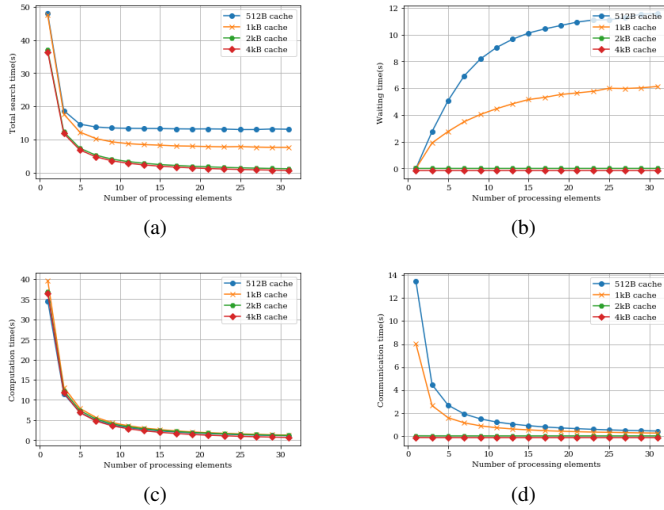 50
40
30
20
10
0
Total search time(s)
512B cache
1kB cache
2kB cache
4kB cache
0 5 10 15 20 25 30
Number of processing elements
(a)
12
10
8
6
4
2
0
Waiting time(s)
512B cache
1kB cache
2kB cache
4kB cache
0 5 10 15 20 25 30
Number of processing elements
(b)
40
35
30
25
20
15
10
5
0
Computation time(s)
512B cache
1kB cache
2kB cache
4kB cache
0 5 10 15 20 25 30
Number of processing elements
(c)
14
12
10
8
6
4
2
0
Communication time(s)
512B cache
1kB cache
2kB cache
4kB cache
0 5 10 15 20 25 30
Number of processing elements
(d)